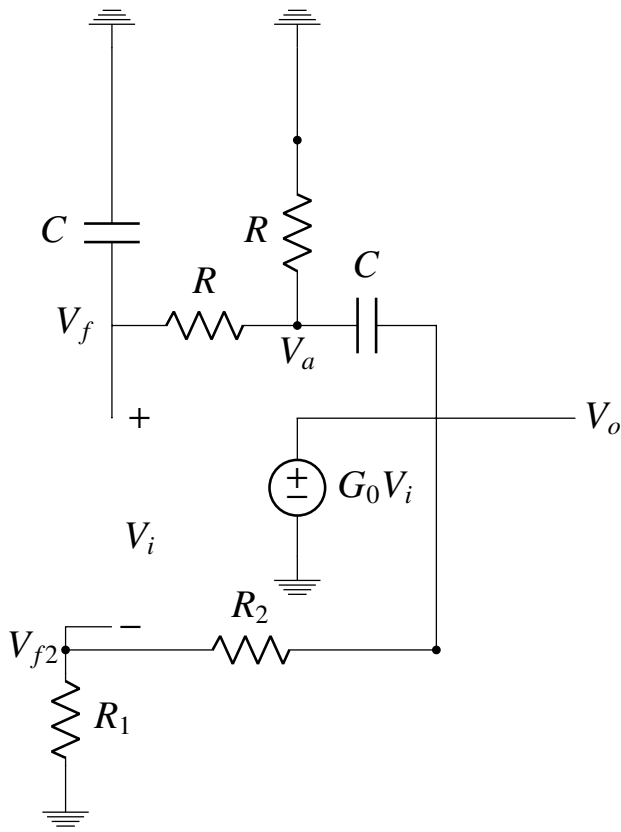 C
R
C
R
V_f
V_a
+
V_o
+
−
G_0V_i
V_i
R_2
−
V_{f2}
R_1